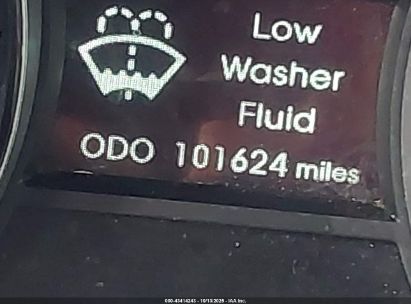 Low
Washer
Fluid
ODO 101624 miles